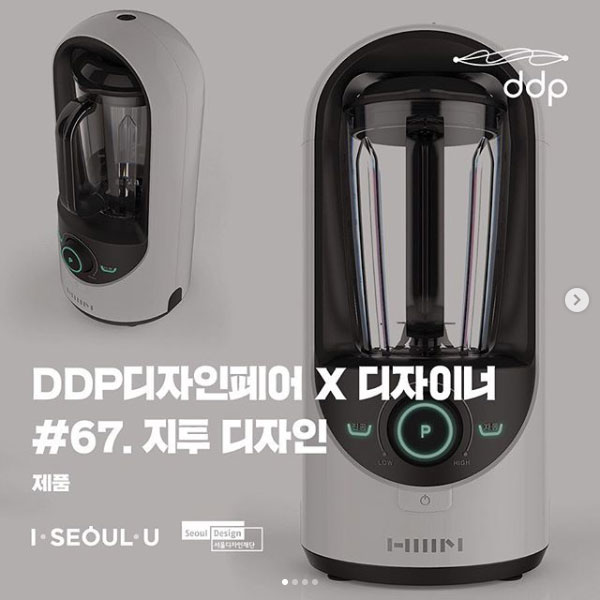 ddp
DDP디자인페어 X 디자이너
#67. 지투 디자인
제품
I·SEOUL·U
Seoul Design
서울디자인재단
P
LOW
HIGH